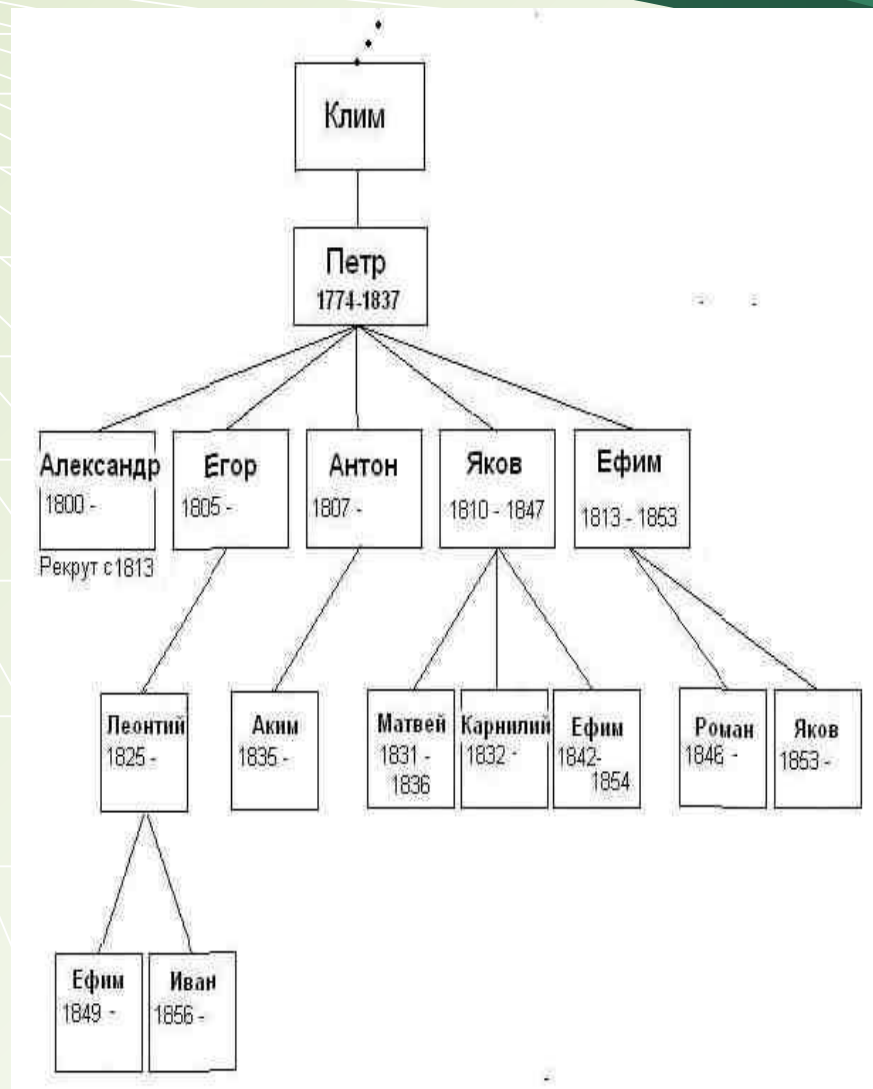 Клим
Петр
1774-1837
Александр
1800 -
Рекрут с1813
Егор
1805 -
Антон
1807 -
Яков
1810 - 1847
Ефим
1813 - 1853
Леонтий
1825 -
Аким
1835 -
Матвей
1831 -
1836
Карнилий
1832 -
Ефим
1842-
1854
Роман
1846 -
Яков
1853 -
Ефим
1849 -
Иван
1856 -